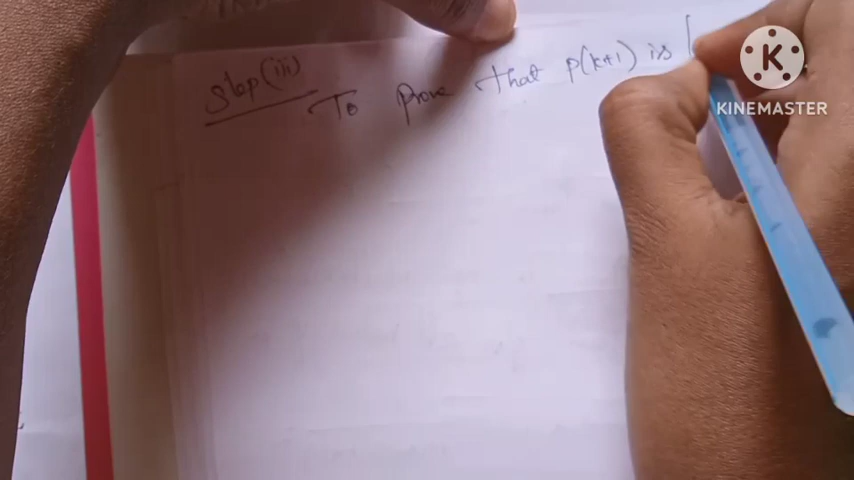 Step (iii)
To prove that p(k+1) is
KINEMASTER